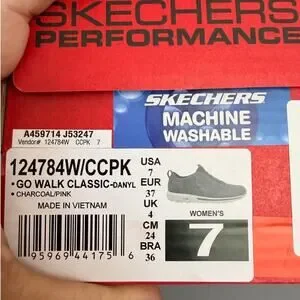 SKECHERS
PERFORMANCE
A459714 J53247
Vendor# 124784W CCPK 7
SKECHERS
MACHINE
WASHABLE
124784W/CCPK
• GO WALK CLASSIC-DANYL
• CHARCOAL/PINK
MADE IN VIETNAM
95969 44175 6
USA
7
EUR
37
UK
4
CM
24
BRA
36
WOMEN'S
7